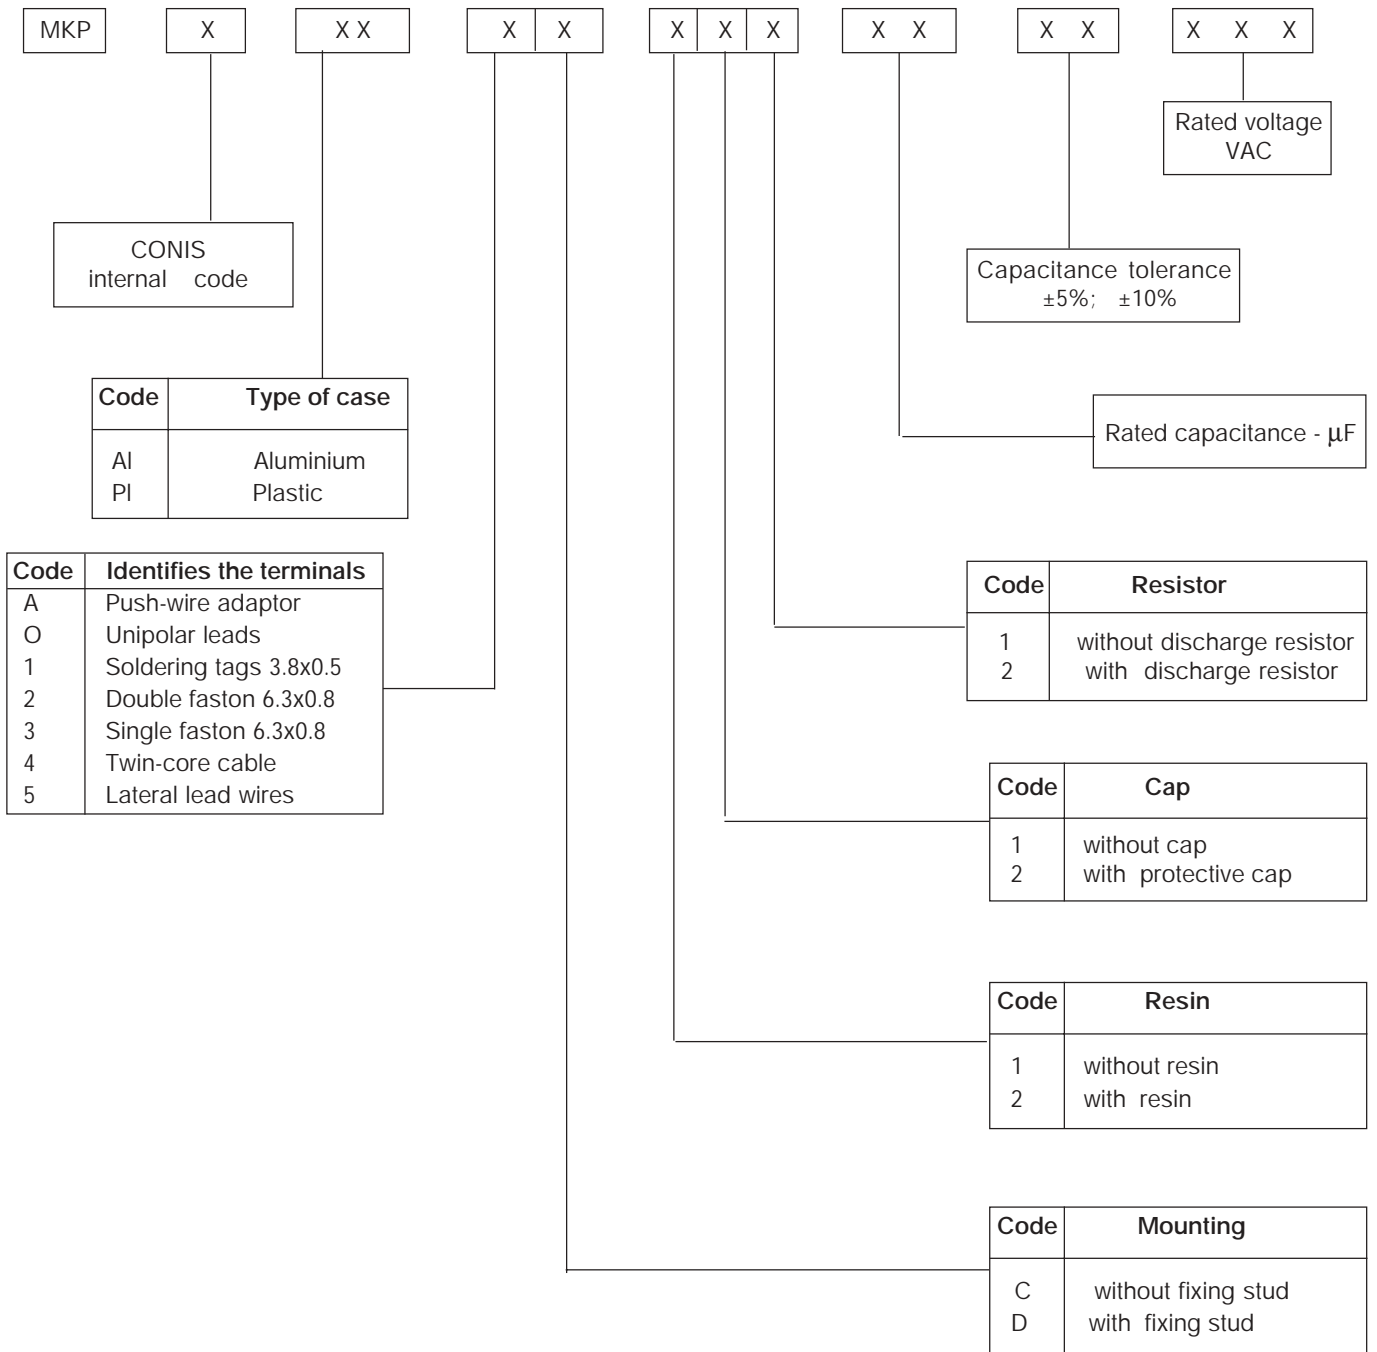 MKP X X X X X X X X X X X X X X X
Rated voltage
VAC
CONIS
internal code
Capacitance tolerance
±5%; ±10%
Code Type of case
Al Aluminium
Pl Plastic
Rated capacitance - µF
Code Identifies the terminals
A Push-wire adaptor
O Unipolar leads
1 Soldering tags 3.8x0.5
2 Double faston 6.3x0.8
3 Single faston 6.3x0.8
4 Twin-core cable
5 Lateral lead wires
Code Resistor
1 without discharge resistor
2 with discharge resistor
Code Cap
1 without cap
2 with protective cap
Code Resin
1 without resin
2 with resin
Code Mounting
C without fixing stud
D with fixing stud